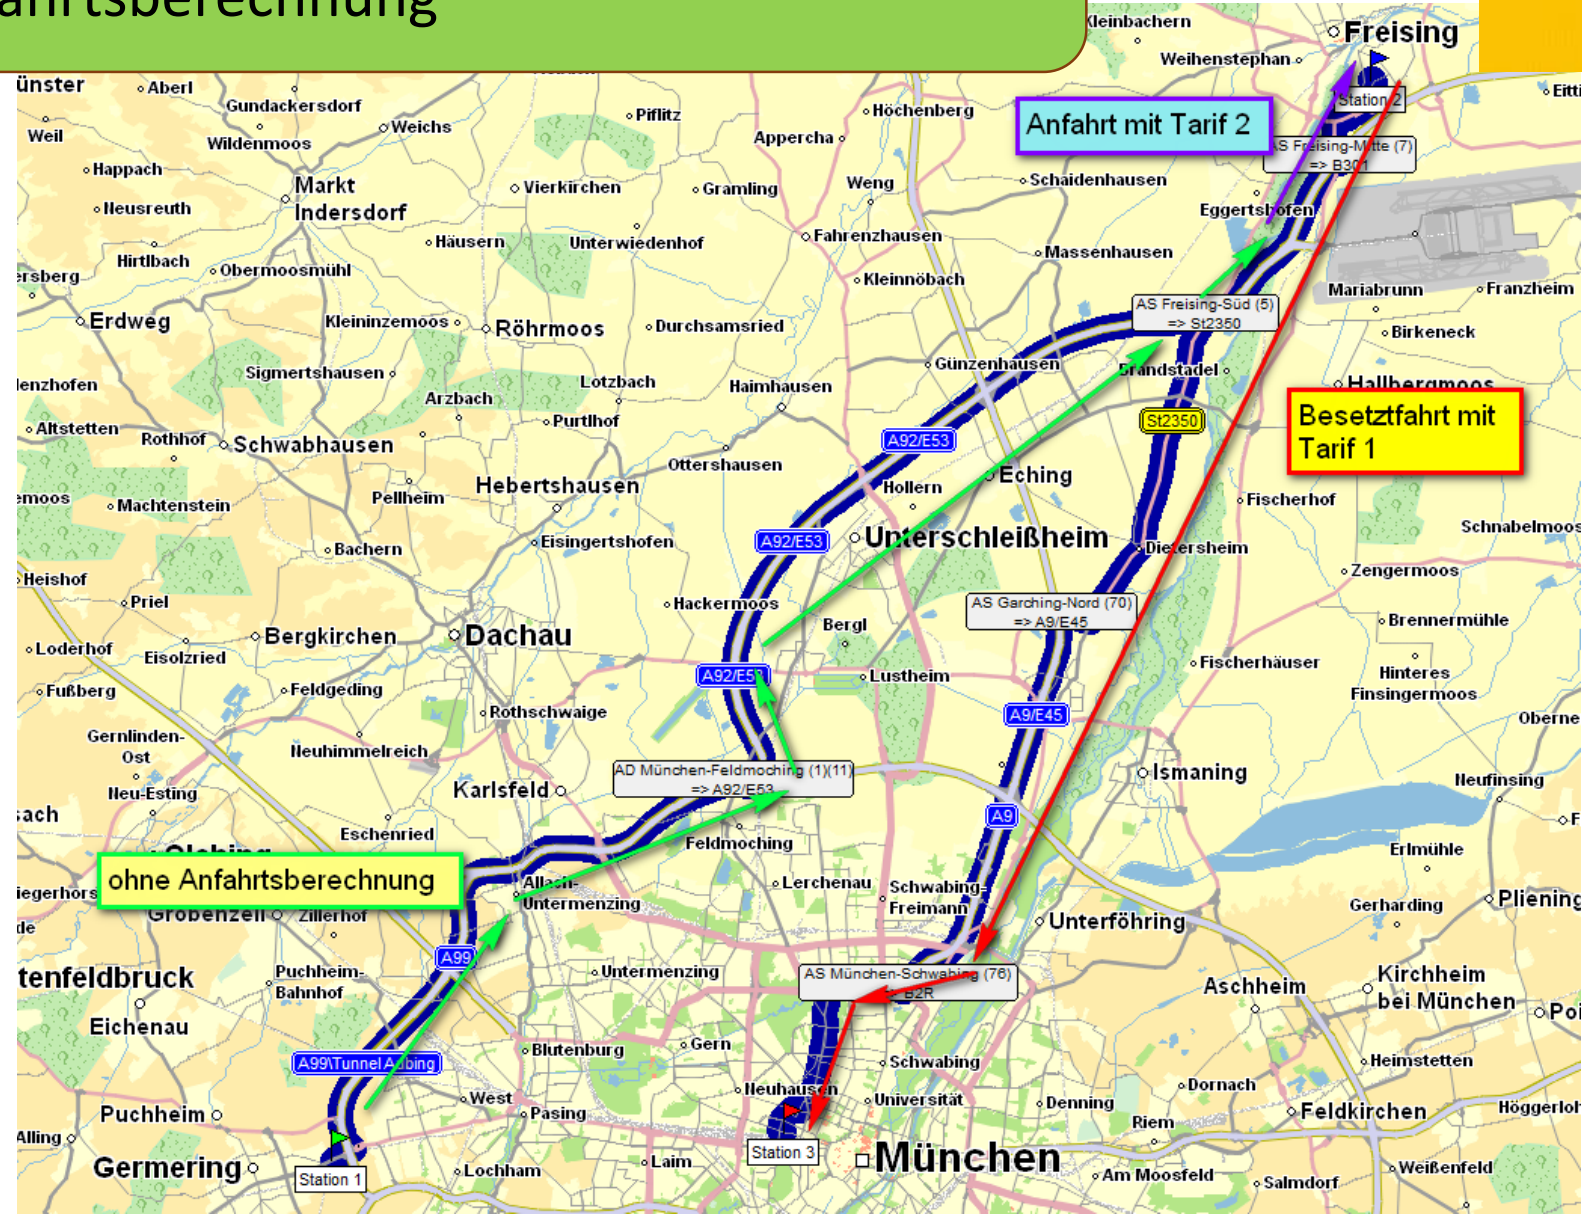 Kleinbachern
Freising
Weihenstephan
ünster
Aberl
Gundackersdorf
Piflitz
Höchenberg
Anfahrt mit Tarif 2
Station 2
Weil
Wildenmoos
Weichs
Appercha
AS Freising-Mitte (7)
=> B301
Happach
Markt
Indersdorf
Vierkirchen
Gramling
Weng
Schaidenhausen
Neusreuth
Eggertshofen
Häusern
Unterwiedenhof
Fahrenzhausen
Massenhausen
Hirtlbach
Obermoosmühl
ersberg
Kleinnöbach
Mariabrunn
Franzheim
AS Freising-Süd (5)
=> St2350
Erdweg
Kleininzemoos
Röhrmoos
Durchsamsried
Birkeneck
Günzenhausen
Brandstadel
lenzhofen
Sigmertshausen
Lotzbach
Haimhausen
Hallbergmoos
Arzbach
Purtlhof
St2350
Besetztfahrt mit
Tarif 1
Altstetten
Rothhof
Schwabhausen
A92/E53
Ottershausen
Eching
emoos
Machtenstein
Pellheim
Hebertshausen
Hollern
Fischerhof
Schnabelmoos
Bachern
Eisingertshofen
A92/E53
Unterschleißheim
Dietersheim
Heishof
Zengermoos
Priel
Hackermoos
AS Garching-Nord (70)
=> A9/E45
Bergkirchen
Dachau
Bergl
Brennermühle
Loderhof
Eisolzried
Fischerhäuser
Hinteres
Finsingermoos
Fußberg
Feldgeding
A92/E53
Lustheim
Rothschwaige
A9/E45
Gernlinden-
Ost
Neuhimmelreich
AD München-Feldmoching (1)(11)
=> A92/E53
Ismaning
Neufinsing
Neu-Esting
Karlsfeld
sach
Eschenried
A9
Feldmoching
Erlmühle
ohne Anfahrtsberechnung
Allach-
Untermenzing
Lerchenau
Schwabing-
Freimann
Gröbenzell
Zillerhof
Unterföhring
Gerharding
Pliening
de
A99
tenfeldbruck
Puchheim-
Bahnhof
Untermenzing
AS München-Schwabing (76)
=> B2R
Aschheim
Kirchheim
bei München
Eichenau
A99\Tunnel Aubing
Blutenburg
Gern
Schwabing
Heimstetten
Neuhausen
Universität
Dornach
Puchheim
West
Pasing
Denning
Riem
Feldkirchen
Höggerloh
Alling
Germering
Station 1
Lochham
Laim
Station 3
München
Am Moosfeld
Salmdorf
Weißenfeld